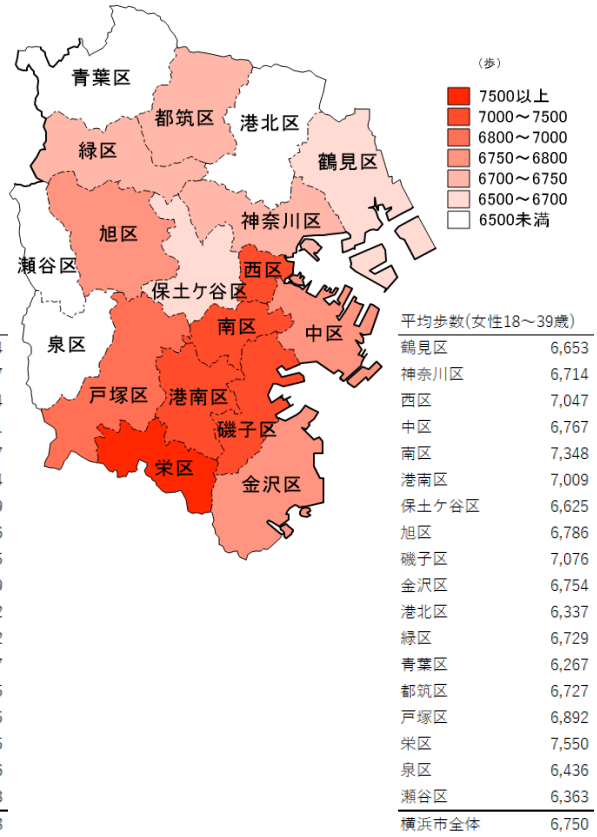 （歩）
7500以上
7000～7500
6800～7000
6750～6800
6700～6750
6500～6700
6500未満
青葉区
都筑区
港北区
緑区
鶴見区
旭区
神奈川区
瀬谷区
西区
保土ケ谷区
泉区
南区
中区
戸塚区
港南区
磯子区
栄区
金沢区
平均歩数(女性18～39歳)
鶴見区 6,653
神奈川区 6,714
西区 7,047
中区 6,767
南区 7,348
港南区 7,009
保土ケ谷区 6,625
旭区 6,786
磯子区 7,076
金沢区 6,754
港北区 6,337
緑区 6,729
青葉区 6,267
都筑区 6,727
戸塚区 6,892
栄区 7,550
泉区 6,436
瀬谷区 6,363
横浜市全体 6,750